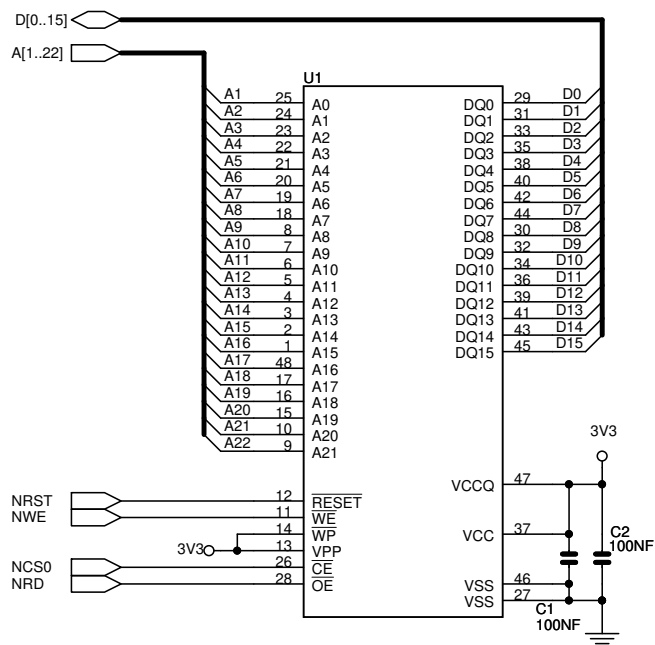 D[0..15]
A[1..22]
U1
A1 25 A0 DQ0 29 D0
A2 24 A1 DQ1 31 D1
A3 23 A2 DQ2 33 D2
A4 22 A3 DQ3 35 D3
A5 21 A4 DQ4 38 D4
A6 20 A5 DQ5 40 D5
A7 19 A6 DQ6 42 D6
A8 18 A7 DQ7 44 D7
A9 8 A8 DQ8 30 D8
A10 7 A9 DQ9 32 D9
A11 6 A10 DQ10 34 D10
A12 5 A11 DQ11 36 D11
A13 4 A12 DQ12 39 D12
A14 3 A13 DQ13 41 D13
A15 2 A14 DQ14 43 D14
A16 1 A15 DQ15 45 D15
A17 48 A16
A18 17 A17
A19 16 A18
A20 15 A19
A21 10 A20
A22 9 A21
3V3
VCCQ 47
NRST 12 RESET
NWE 11 WE
14 WP VCC 37 C2
3V3 13 VPP 100NF
NCS0 26 CE
NRD 28 OE VSS 46
VSS 27
C1
100NF